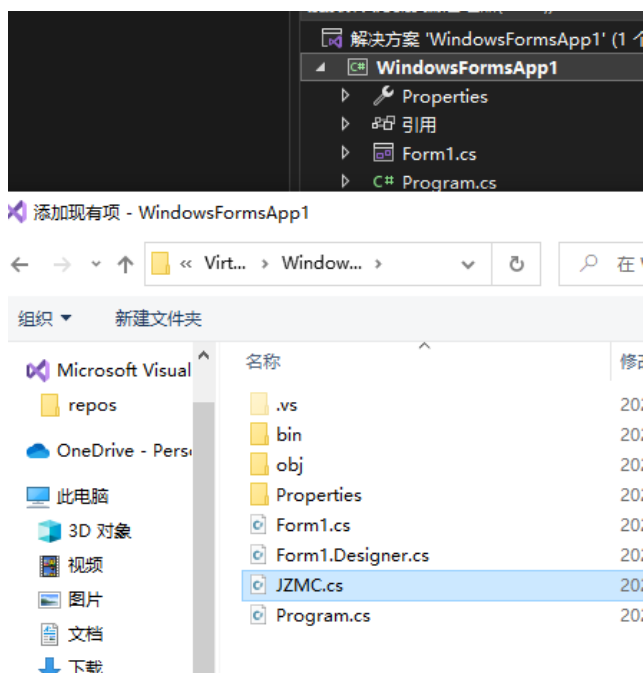 解决方案 'WindowsFormsApp1' (1 个
WindowsFormsApp1
Properties
引用
Form1.cs
C# Program.cs
添加现有项 - WindowsFormsApp1
« Virt... › Window... ›
在
组织
新建文件夹
名称
修改
Microsoft Visual
repos
OneDrive - Pers
此电脑
3D 对象
视频
图片
文档
下载
.vs 202
bin 202
obj 202
Properties 202
Form1.cs 202
Form1.Designer.cs 202
JZMC.cs 202
Program.cs 202